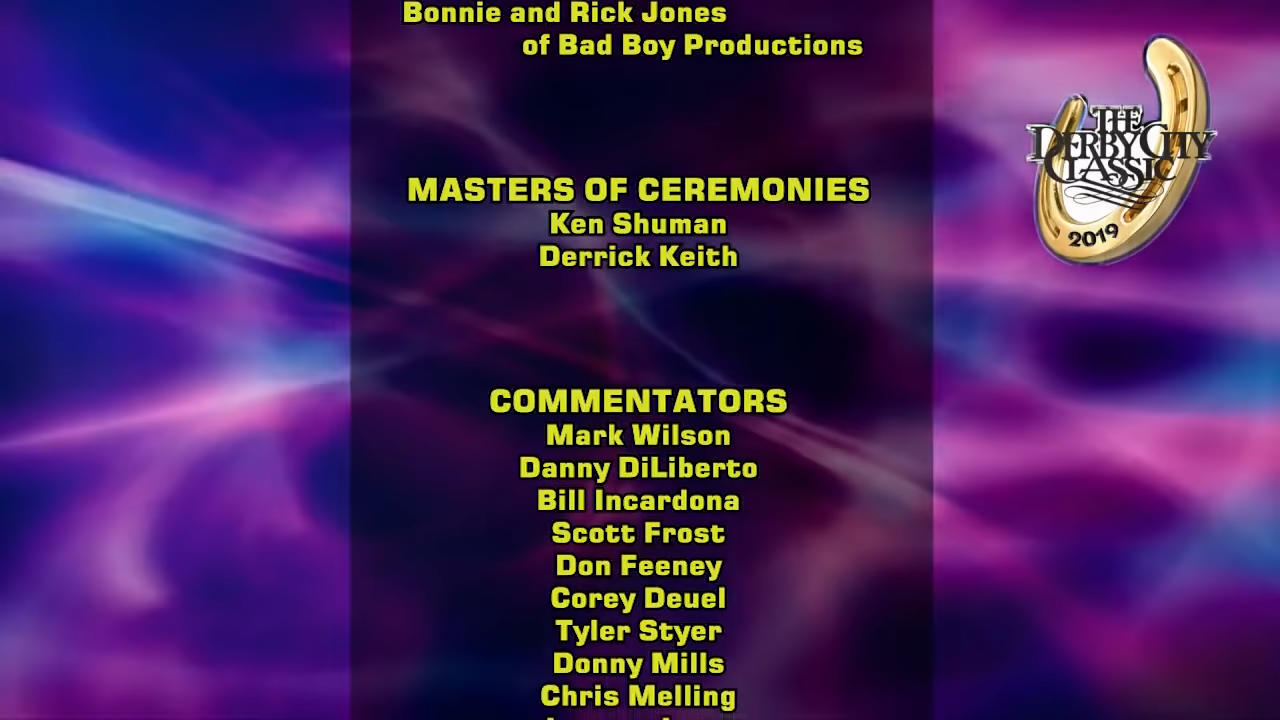 Bonnie and Rick Jones
of Bad Boy Productions
THE
DERBY CITY
CLASSIC
2019
MASTERS OF CEREMONIES
Ken Shuman
Derrick Keith
COMMENTATORS
Mark Wilson
Danny DiLiberto
Bill Incardona
Scott Frost
Don Feeney
Corey Deuel
Tyler Styer
Donny Mills
Chris Melling